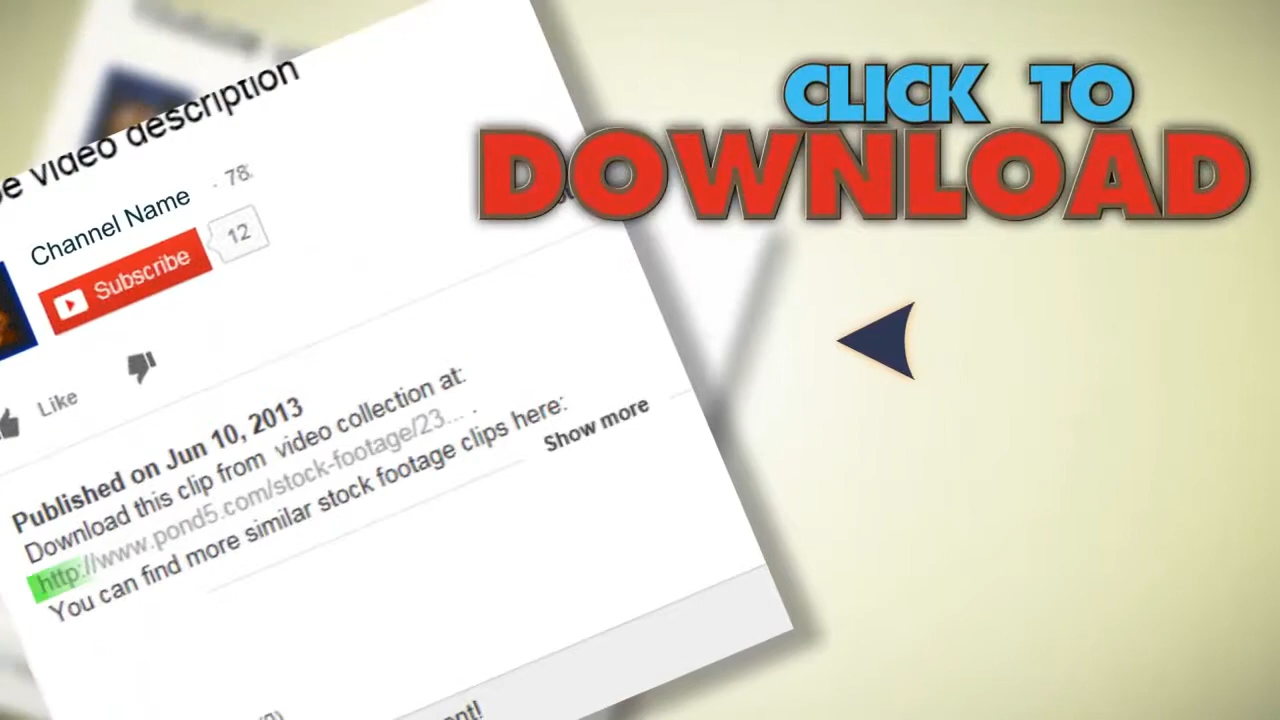 CLICK TO
DOWNLOAD
video description
Channel Name
Subscribe
12
Like
Published on Jun 10, 2013
Download this clip from video collection at:
http://www.pond5.com/stock-footage/23...
You can find more similar stock footage clips here:
Show more